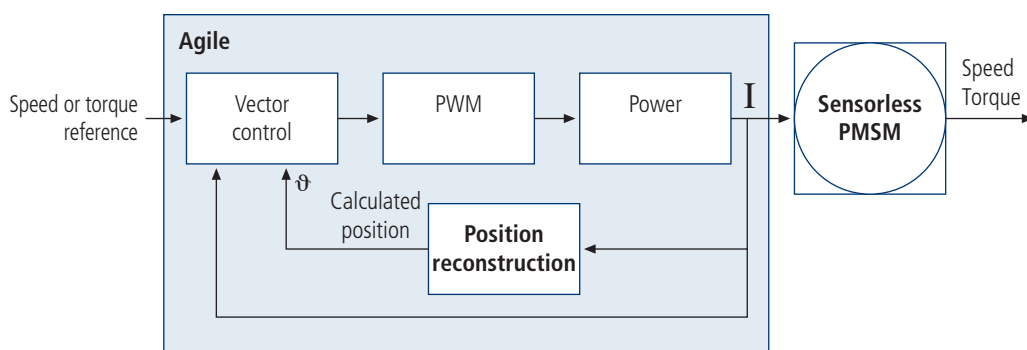 Agile
Speed or torque
reference
Vector
control
PWM
Power
I
Sensorless
PMSM
Speed
Torque
ϑ
Calculated
position
Position
reconstruction